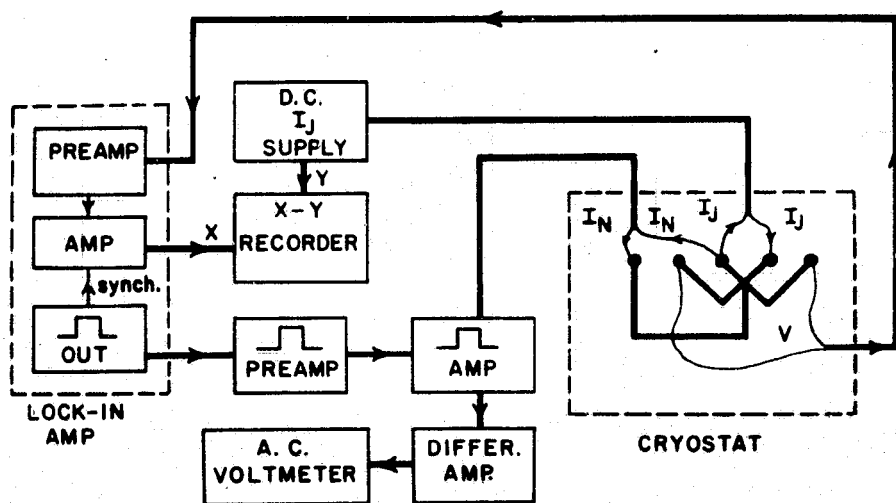 D.C.
I_J
SUPPLY
PREAMP
Y
X-Y
RECORDER
X
AMP
synch.
OUT
LOCK-IN
AMP
PREAMP
AMP
DIFFER.
AMP.
A.C.
VOLTMETER
I_N
I_N
I_J
I_J
V
CRYOSTAT